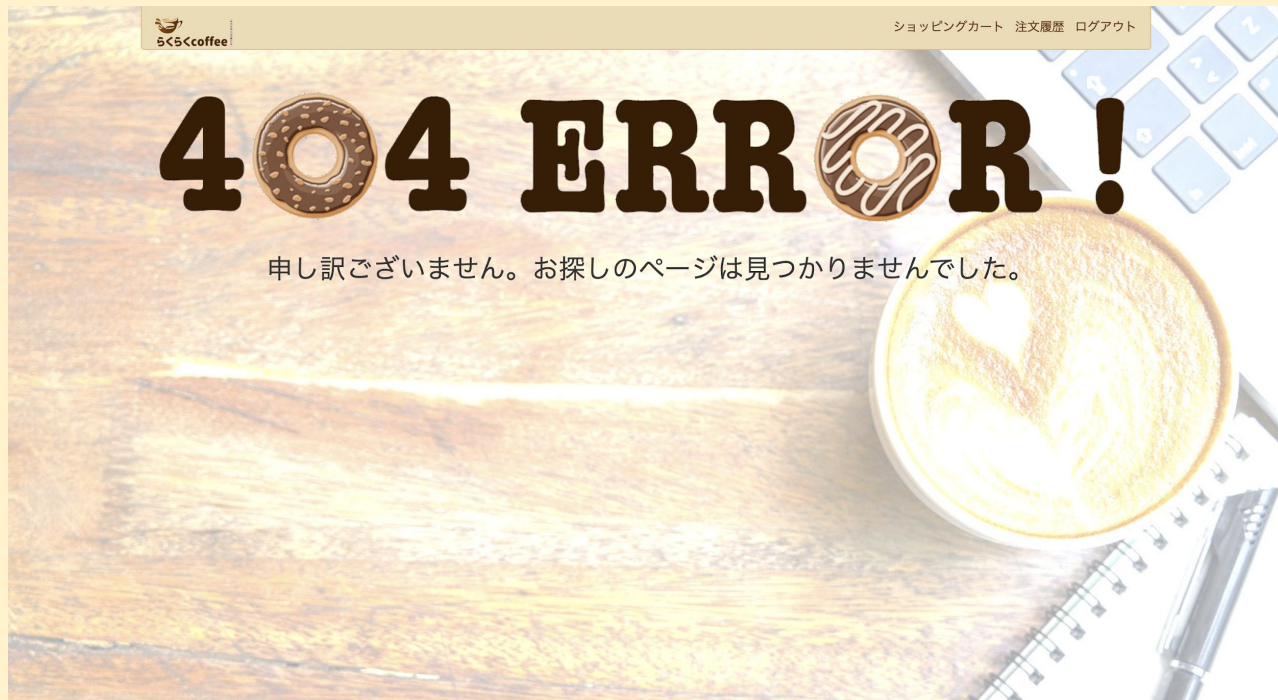 らくらくcoffee
ショッピングカート 注文履歴 ログアウト
404 ERROR !
申し訳ございません。お探しのページは見つかりませんでした。